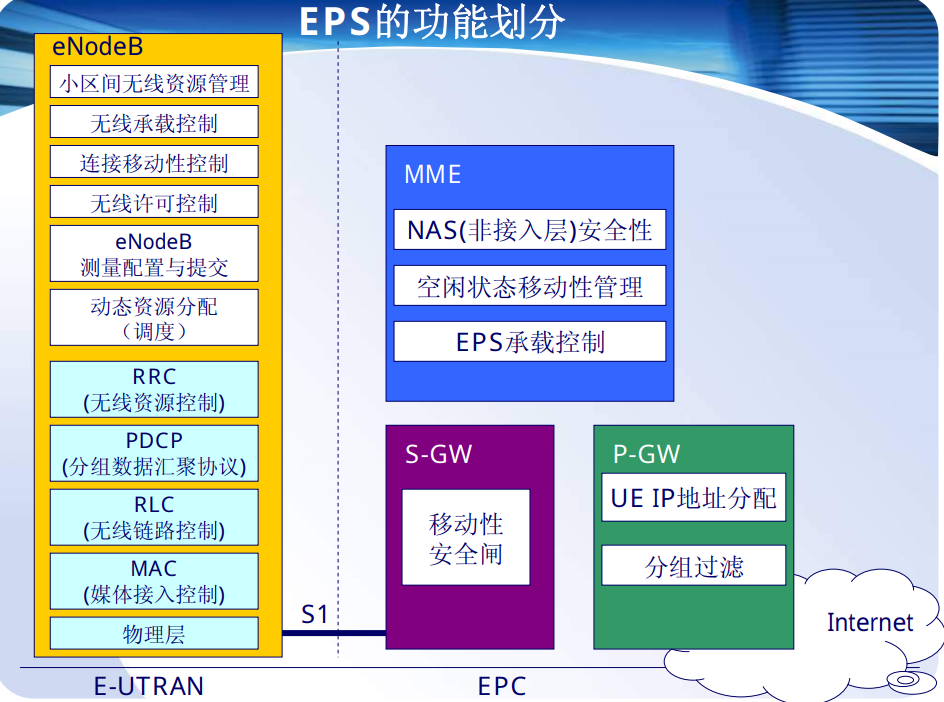 EPS的功能划分
eNodeB
小区间无线资源管理
无线承载控制
连接移动性控制
无线许可控制
eNodeB
测量配置与提交
动态资源分配
（调度）
RRC
(无线资源控制)
PDCP
(分组数据汇聚协议)
RLC
(无线链路控制)
MAC
(媒体接入控制)
物理层
S1
MME
NAS(非接入层)安全性
空闲状态移动性管理
EPS承载控制
S-GW
移动性
安全闸
P-GW
UE IP地址分配
分组过滤
Internet
E-UTRAN
EPC